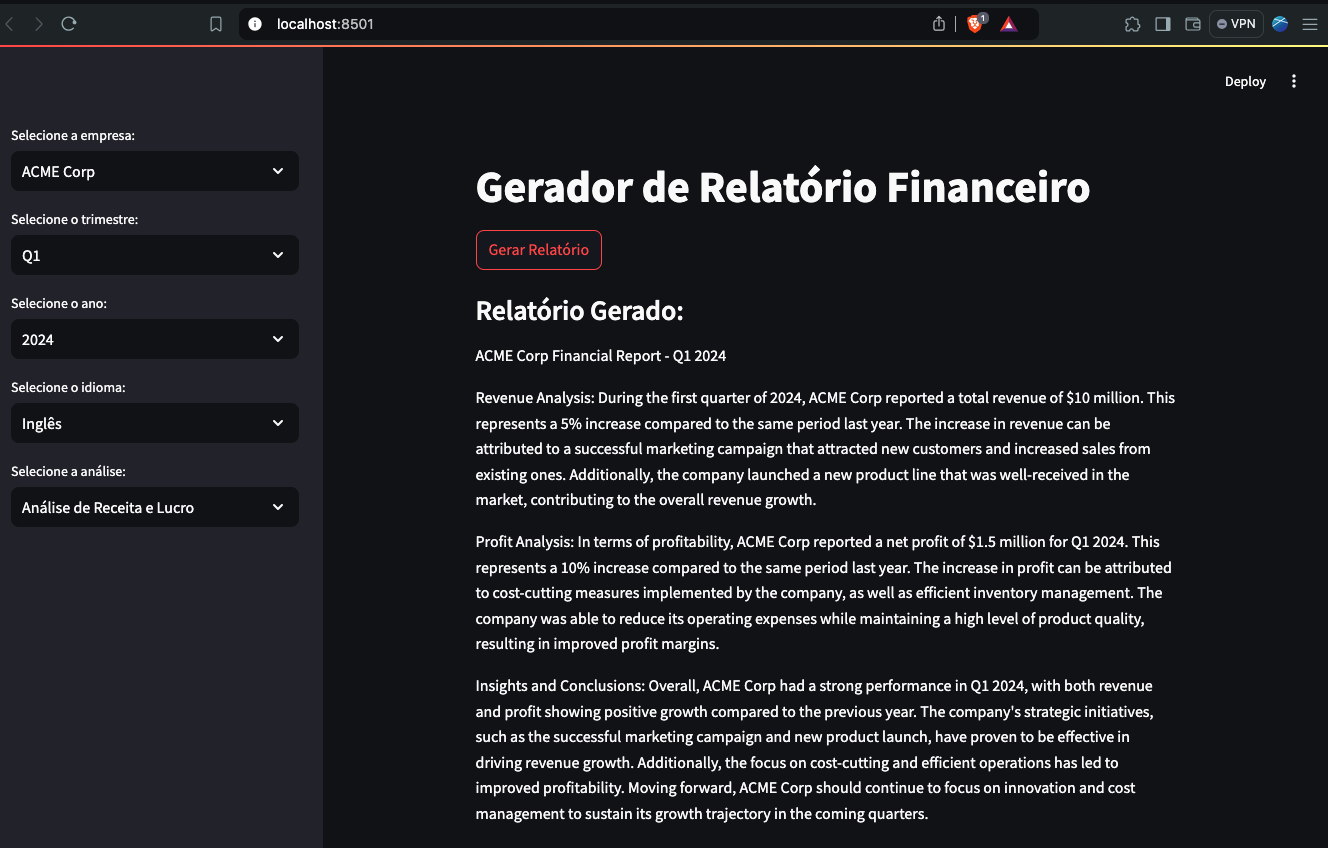 localhost:8501
1
VPN
Deploy
Selecione a empresa:
ACME Corp
Selecione o trimestre:
Q1
Selecione o ano:
2024
Selecione o idioma:
Inglês
Selecione a análise:
Análise de Receita e Lucro
Gerador de Relatório Financeiro
Gerar Relatório
Relatório Gerado:
ACME Corp Financial Report - Q1 2024
Revenue Analysis: During the first quarter of 2024, ACME Corp reported a total revenue of $10 million. This
represents a 5% increase compared to the same period last year. The increase in revenue can be
attributed to a successful marketing campaign that attracted new customers and increased sales from
existing ones. Additionally, the company launched a new product line that was well-received in the
market, contributing to the overall revenue growth.
Profit Analysis: In terms of profitability, ACME Corp reported a net profit of $1.5 million for Q1 2024. This
represents a 10% increase compared to the same period last year. The increase in profit can be attributed
to cost-cutting measures implemented by the company, as well as efficient inventory management. The
company was able to reduce its operating expenses while maintaining a high level of product quality,
resulting in improved profit margins.
Insights and Conclusions: Overall, ACME Corp had a strong performance in Q1 2024, with both revenue
and profit showing positive growth compared to the previous year. The company's strategic initiatives,
such as the successful marketing campaign and new product launch, have proven to be effective in
driving revenue growth. Additionally, the focus on cost-cutting and efficient operations has led to
improved profitability. Moving forward, ACME Corp should continue to focus on innovation and cost
management to sustain its growth trajectory in the coming quarters.